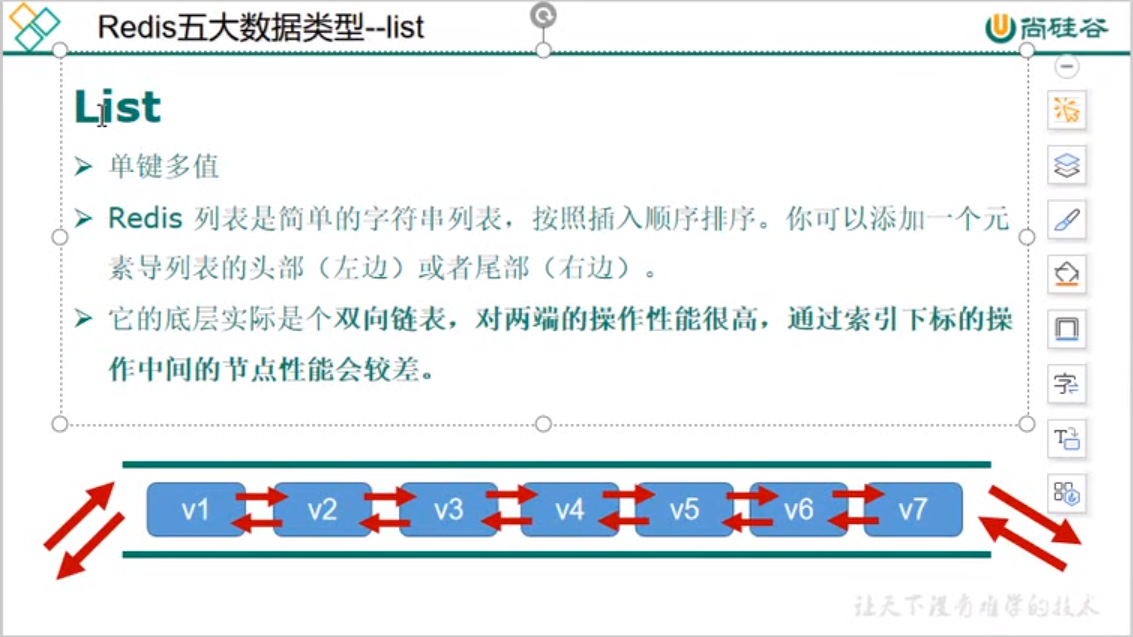 Redis五大数据类型--list
尚硅谷
List
单键多值
Redis 列表是简单的字符串列表，按照插入顺序排序。你可以添加一个元
素导列表的头部（左边）或者尾部（右边）。
它的底层实际是个双向链表，对两端的操作性能很高，通过索引下标的操
作中间的节点性能会较差。
v1 v2 v3 v4 v5 v6 v7
让天下没有难学的技术